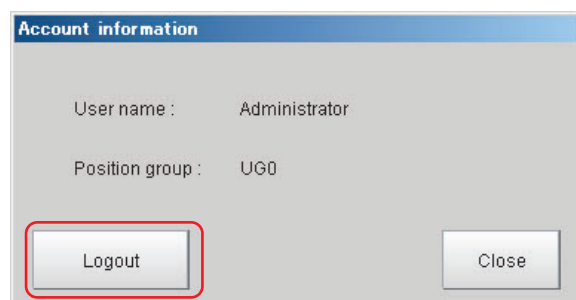 Account information
User name : Administrator
Position group : UG0
Logout Close